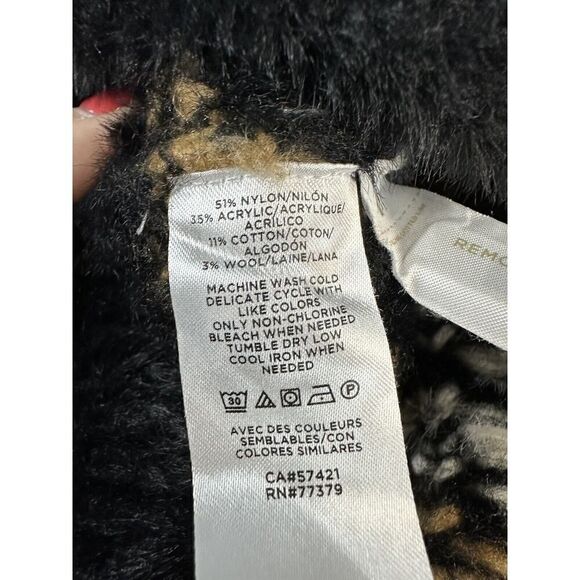 51% NYLON/NILÓN
35% ACRYLIC/ACRYLIQUE/
ACRÍLICO
11% COTTON/COTON/
ALGODÓN
3% WOOL/LAINE/LANA
MACHINE WASH COLD
DELICATE CYCLE WITH
LIKE COLORS
ONLY NON-CHLORINE
BLEACH WHEN NEEDED
TUMBLE DRY LOW
COOL IRON WHEN
NEEDED
30 P
AVEC DES COULEURS
SEMBLABLES/CON
COLORES SIMILARES
CA#57421
RN#77379
REMO